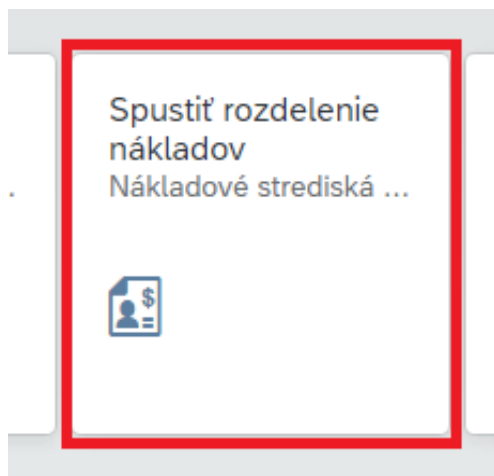 Spustiť rozdelenie
nákladov
Nákladové strediská ...
.
$